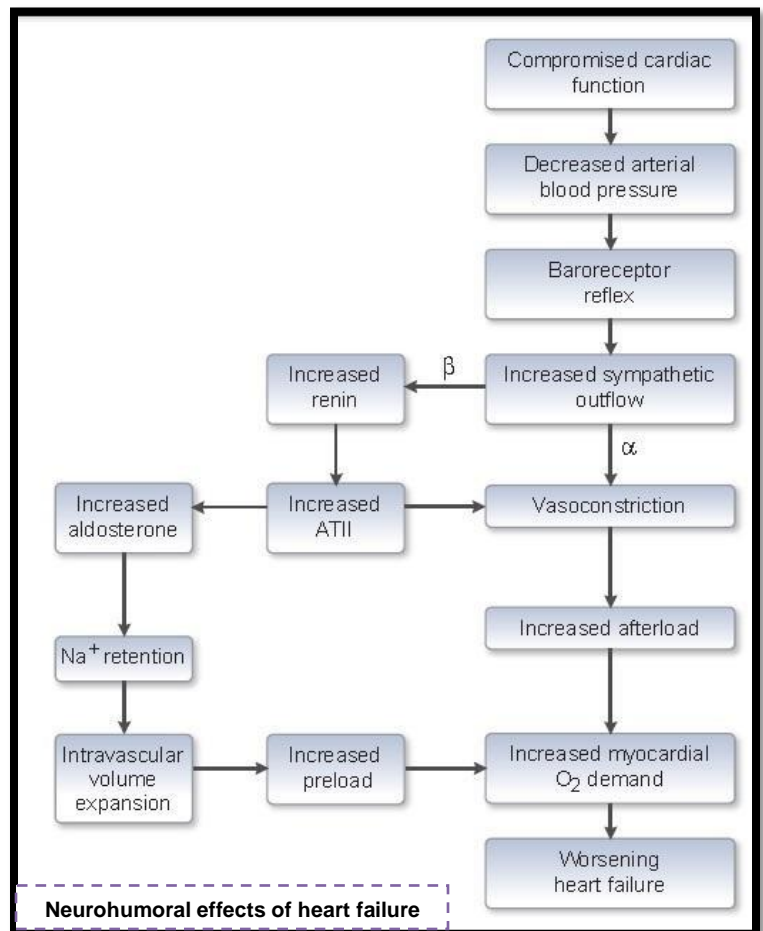 Compromised cardiac
function
Decreased arterial
blood pressure
Baroreceptor
reflex
Increased
renin
β
Increased sympathetic
outflow
α
Increased
aldosterone
Increased
ATII
Vasoconstriction
Increased afterload
Na⁺ retention
Intravascular
volume
expansion
Increased
preload
Increased myocardial
O₂ demand
Worsening
heart failure
Neurohumoral effects of heart failure